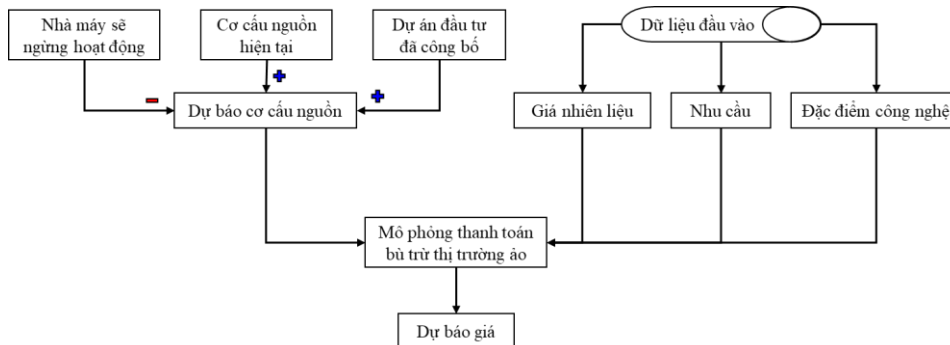 Nhà máy sẽ
ngừng hoạt động
Cơ cấu nguồn
hiện tại
Dự án đầu tư
đã công bố
Dữ liệu đầu vào
Dự báo cơ cấu nguồn
Giá nhiên liệu
Nhu cầu
Đặc điểm công nghệ
Mô phỏng thanh toán
bù trừ thị trường ảo
Dự báo giá